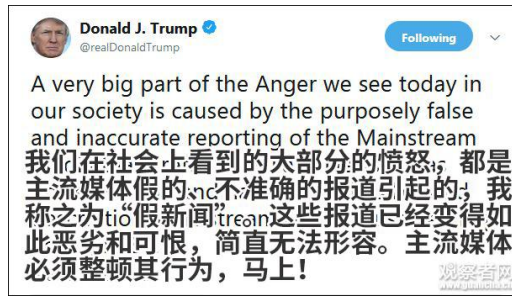 Donald J. Trump
@realDonaldTrump
Following
A very big part of the Anger we see today in
our society is caused by the purposely false
and inaccurate reporting of the Mainstream
我们在社会上看到的大部分的愤怒，都是
主流媒体假的、不准确的报道引起的，我
称之为“假新闻”。这些报道已经变得如
此恶劣和可恨，简直无法形容。主流媒体
必须整顿其行为，马上！
观察者网
www.guancha.cn